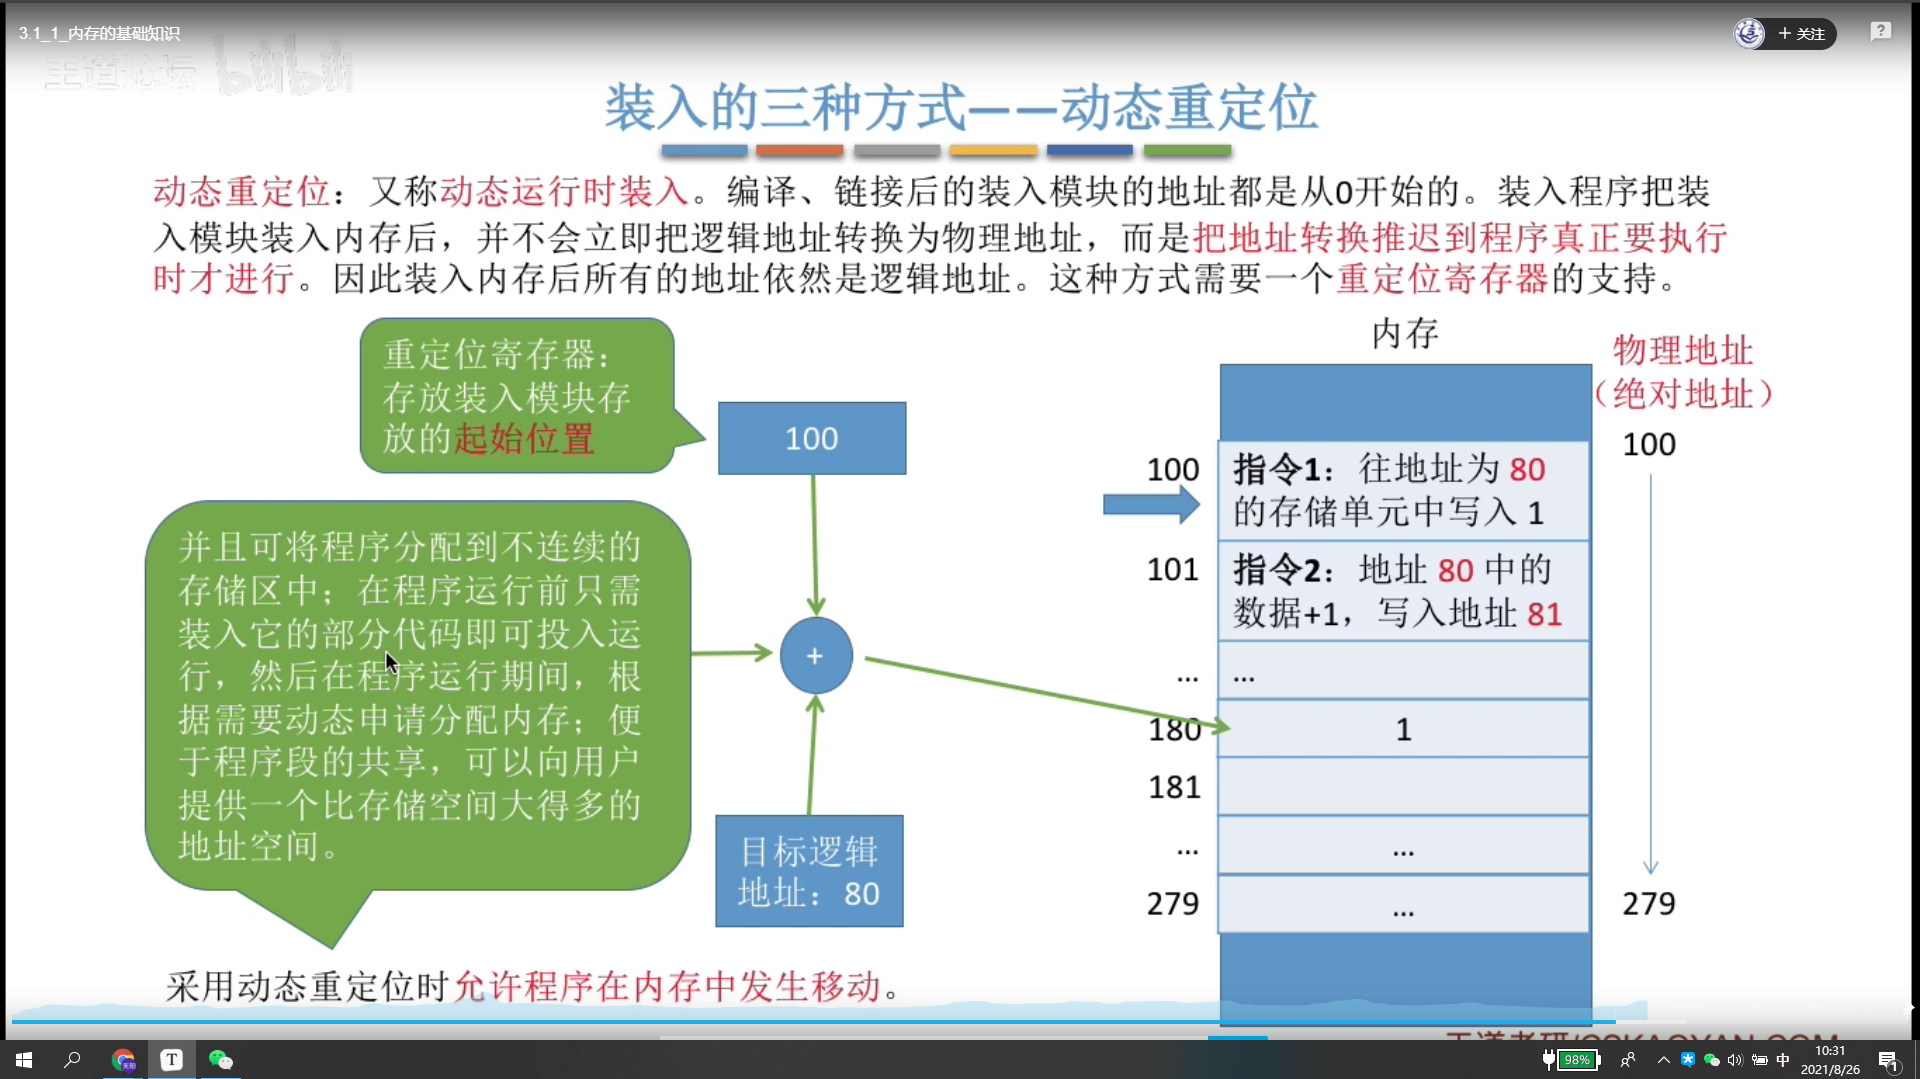 3.1_1_内存的基础知识
+ 关注
王道论坛 bilibili
装入的三种方式——动态重定位
动态重定位：又称动态运行时装入。编译、链接后的装入模块的地址都是从0开始的。装入程序把装
入模块装入内存后，并不会立即把逻辑地址转换为物理地址，而是把地址转换推迟到程序真正要执行
时才进行。因此装入内存后所有的地址依然是逻辑地址。这种方式需要一个重定位寄存器的支持。
重定位寄存器：
存放装入模块存
放的起始位置
100
并且可将程序分配到不连续的
存储区中；在程序运行前只需
装入它的部分代码即可投入运
行，然后在程序运行期间，根
据需要动态申请分配内存；便
于程序段的共享，可以向用户
提供一个比存储空间大得多的
地址空间。
+
目标逻辑
地址：80
采用动态重定位时允许程序在内存中发生移动。
内存
物理地址
（绝对地址）
100
指令1：往地址为 80
的存储单元中写入 1
101
指令2：地址 80 中的
数据+1，写入地址 81
...
...
180
1
181
...
...
279
...
100
279
王道考研/CSKAOYAN.COM
T
98%
中
10:31
2021/8/26
1